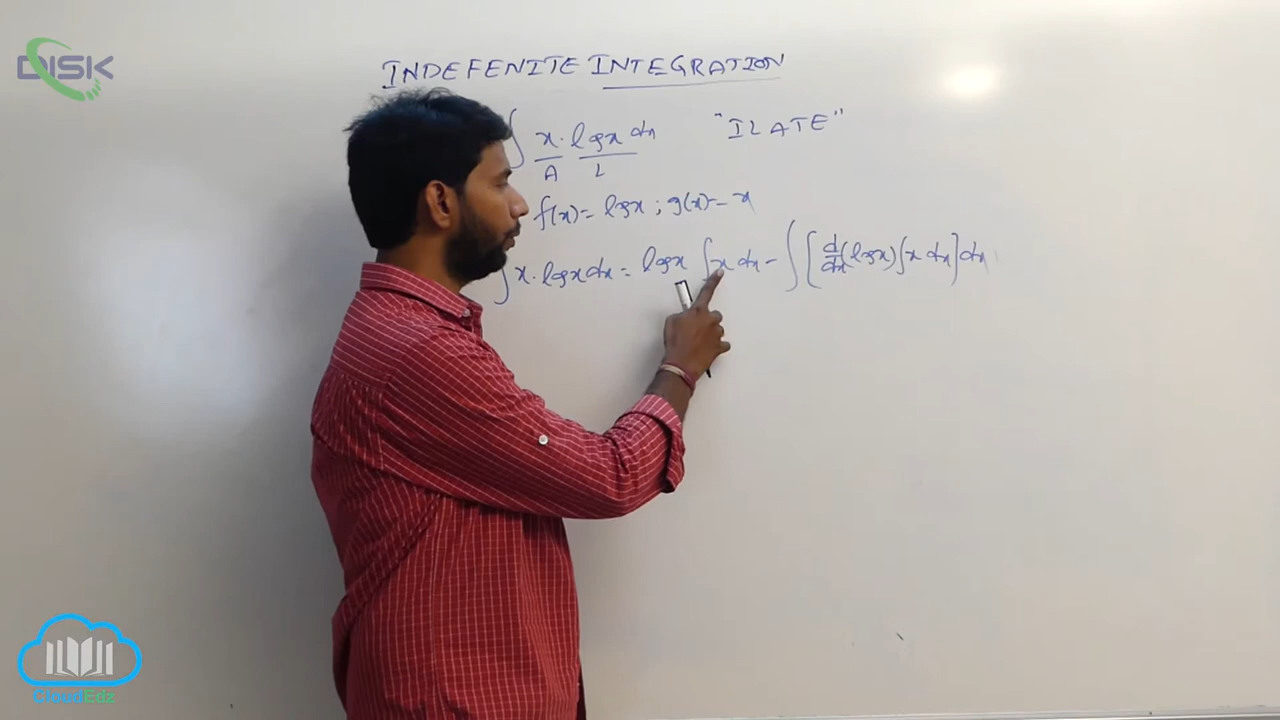 DISK
INDEFENITE INTEGRATION
∫ x · log x dx "ILATE"
A L
f(x) = log x ; g(x) = x
∫ x · log x dx = log x ∫ x dx - ∫ [d/dx (log x) ∫ x dx] dx
CloudEdz